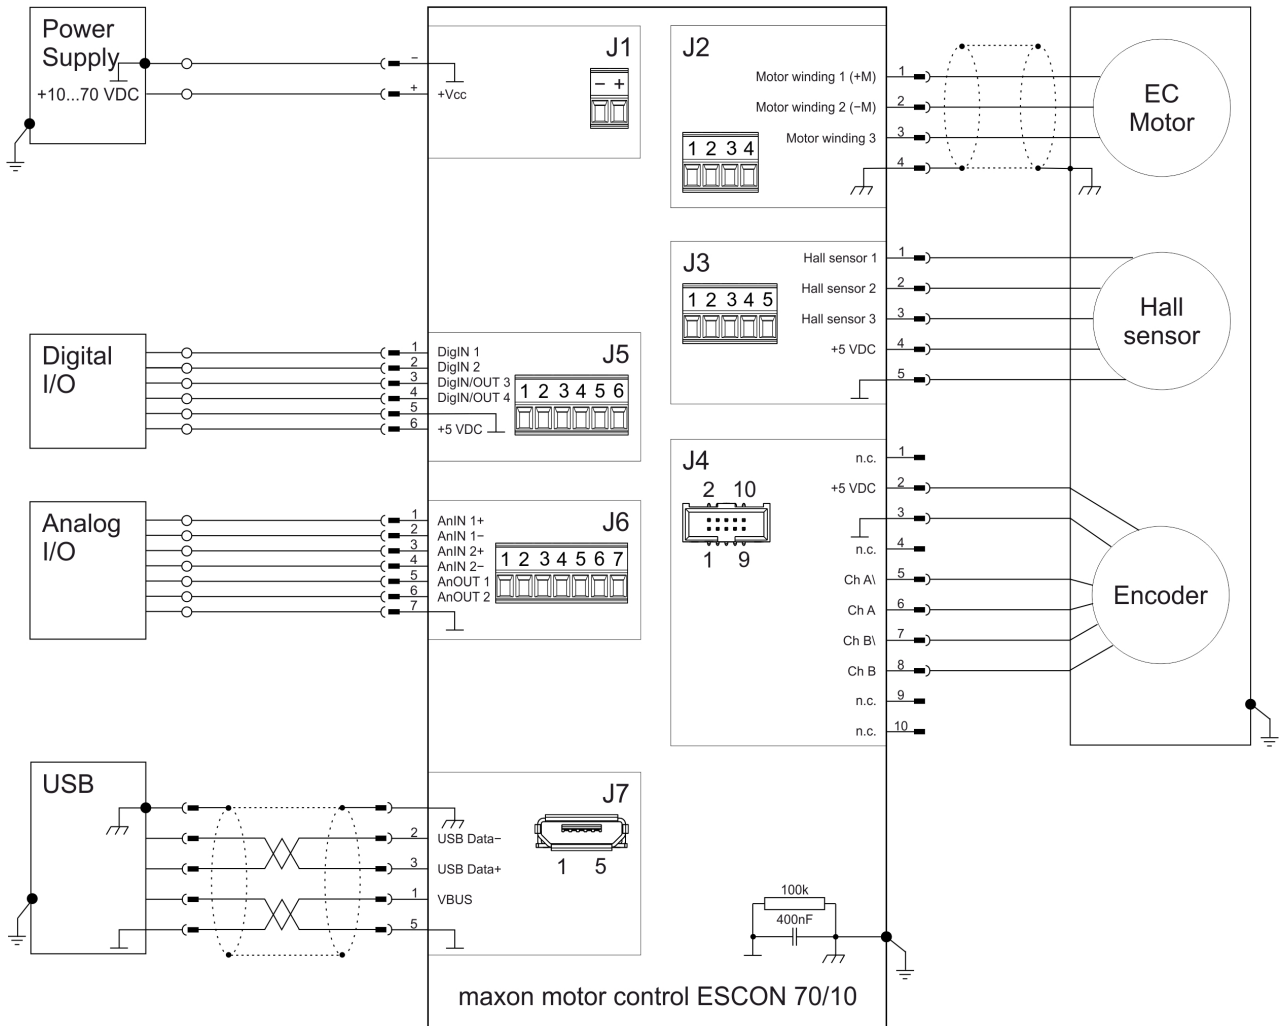 Power
Supply
+10...70 VDC
−
+
+Vcc
J1
− +
J2
1 2 3 4
Motor winding 1 (+M)
1
Motor winding 2 (−M)
2
Motor winding 3
3
4
EC
Motor
J3
1 2 3 4 5
Hall sensor 1
1
Hall sensor 2
2
Hall sensor 3
3
+5 VDC
4
5
Hall
sensor
Digital
I/O
1
DigIN 1
2
DigIN 2
3
DigIN/OUT 3
4
DigIN/OUT 4
5
6
+5 VDC
J5
1 2 3 4 5 6
J4
2 10
1 9
n.c.
1
+5 VDC
2
3
n.c.
4
Ch A\
5
Ch A
6
Ch B\
7
Ch B
8
n.c.
9
n.c.
10
Encoder
Analog
I/O
1
AnIN 1+
2
AnIN 1−
3
AnIN 2+
4
AnIN 2−
5
AnOUT 1
6
AnOUT 2
7
J6
1 2 3 4 5 6 7
USB
2
USB Data−
3
USB Data+
1
VBUS
5
J7
1 5
100k
400nF
maxon motor control ESCON 70/10